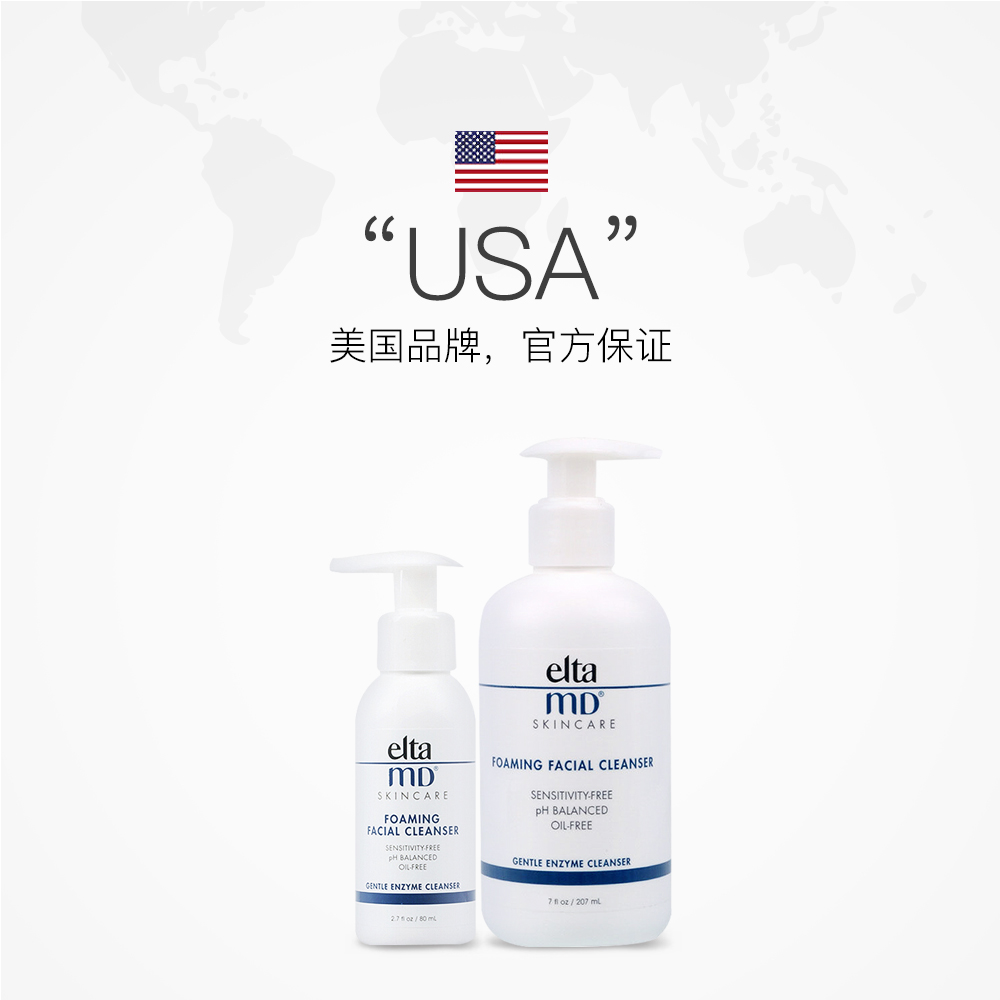 “USA”
美国品牌，官方保证
elta
MD®
SKINCARE
FOAMING
FACIAL CLEANSER
SENSITIVITY-FREE
pH BALANCED
OIL-FREE
GENTLE ENZYME CLEANSER
2.7 fl oz / 80 mL
elta
MD®
SKINCARE
FOAMING FACIAL CLEANSER
SENSITIVITY-FREE
pH BALANCED
OIL-FREE
GENTLE ENZYME CLEANSER
7 fl oz / 207 mL